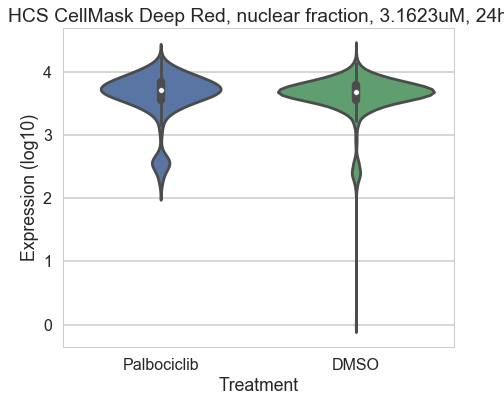 HCS CellMask Deep Red, nuclear fraction, 3.1623uM, 24h
4
3
2
1
0
Expression (log10)
Palbociclib
DMSO
Treatment